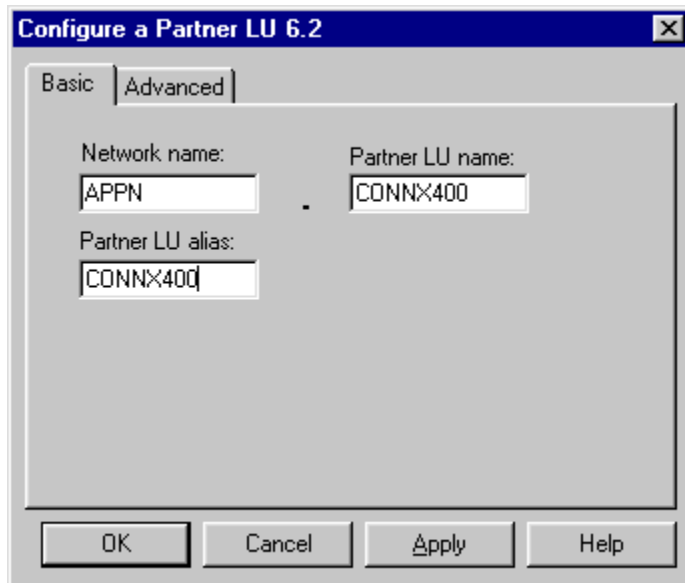 Configure a Partner LU 6.2
Basic Advanced
Network name: Partner LU name:
APPN . CONNX400
Partner LU alias:
CONNX400
OK Cancel Apply Help